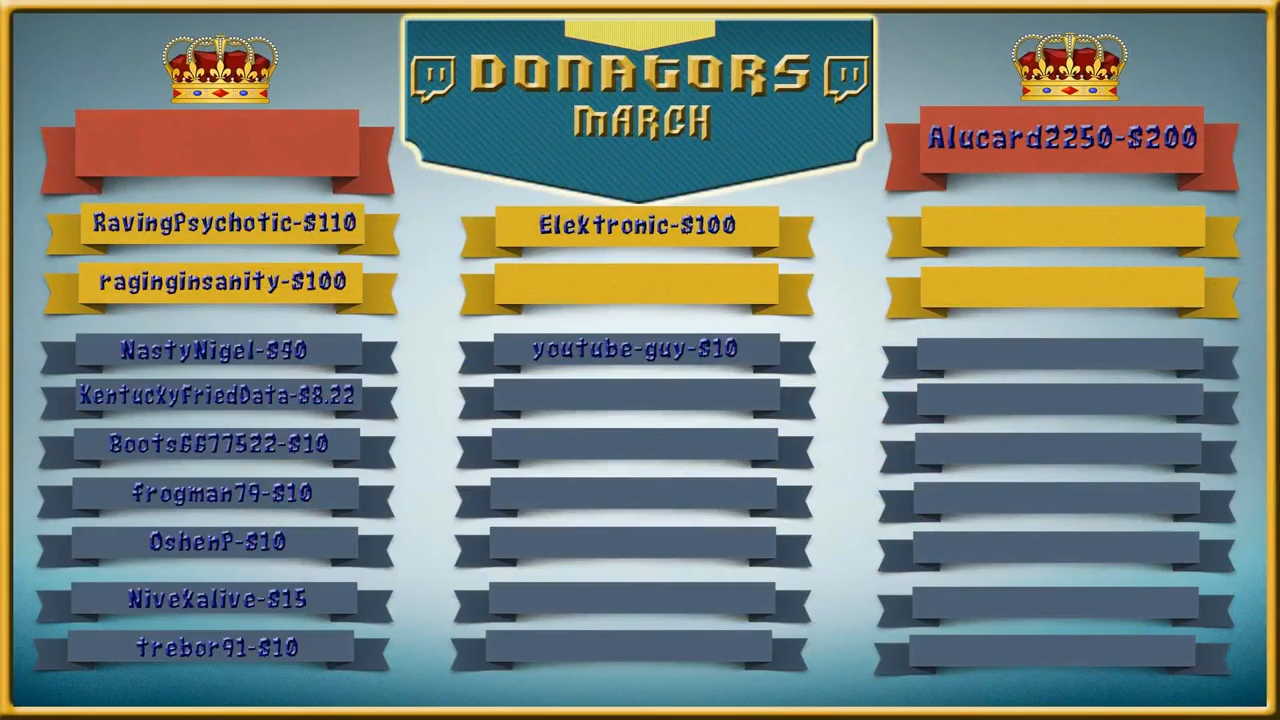 DONATORS
MARCH
Alucard2250-$200
RavingPsychotic-$110
Elektronic-$100
raginginsanity-$100
NastyNigel-$40
youtube-guy-$10
KentuckyFriedData-$8.22
Boots6677522-$10
frogman79-$10
OshenP-$10
Nivekalive-$15
trebor91-$10